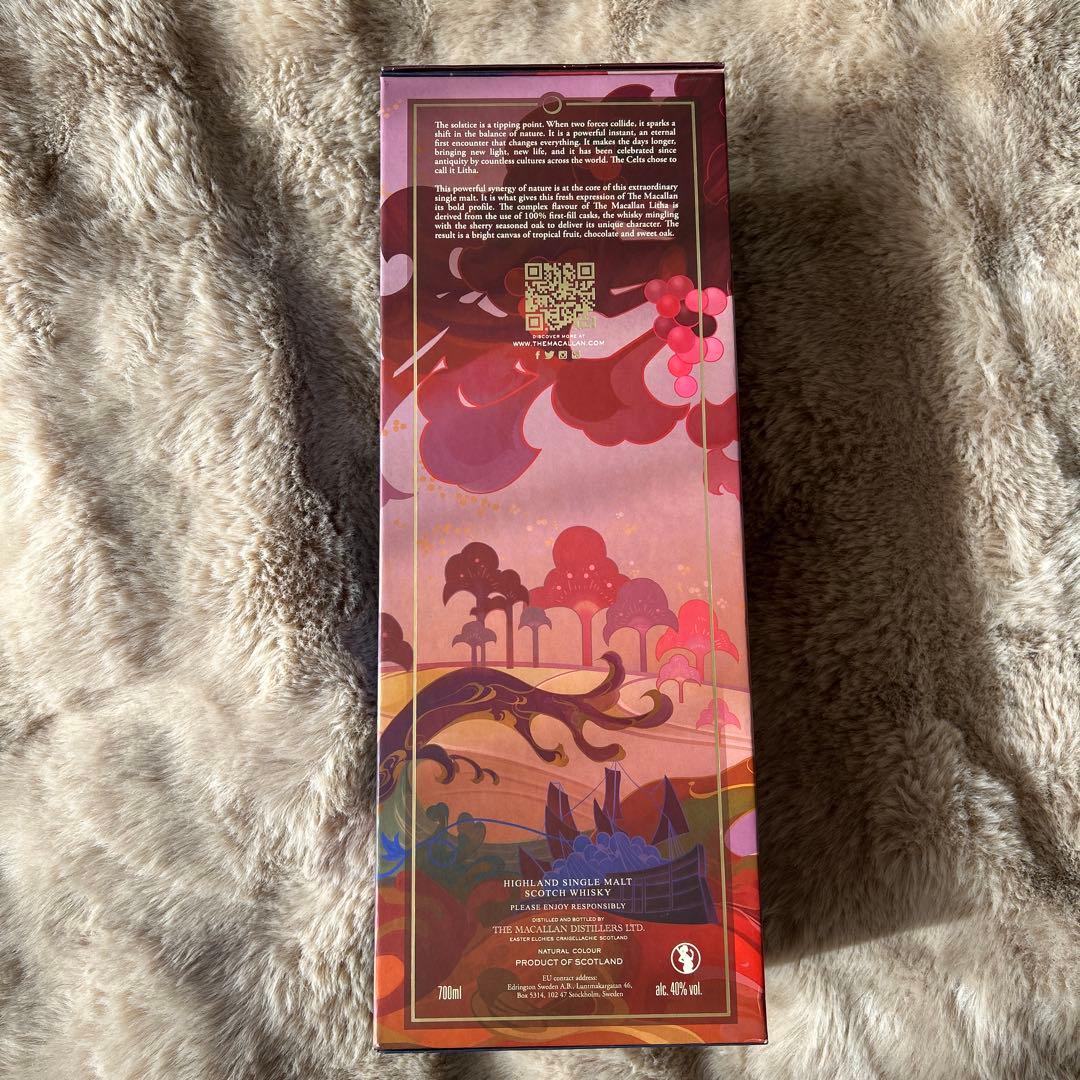 The solstice is a tipping point. When two forces collide, it sparks a
shift in the balance of nature. It is a powerful instant, an eternal
first encounter that changes everything. It makes the days longer,
bringing new light, new life, and it has been celebrated since
antiquity by countless cultures across the world. The Celts chose to
call it Litha.
This powerful synergy of nature is at the core of this extraordinary
single malt. It is what gives this fresh expression of The Macallan
its bold profile. The complex flavour of The Macallan Litha is
derived from the use of 100% first-fill casks, the whisky mingling
with the sherry seasoned oak to deliver its unique character. The
result is a bright canvas of tropical fruit, chocolate and sweet oak.
DISCOVER MORE AT
WWW.THEMACALLAN.COM
HIGHLAND SINGLE MALT
SCOTCH WHISKY
PLEASE ENJOY RESPONSIBLY
DISTILLED AND BOTTLED BY
THE MACALLAN DISTILLERS LTD.
EASTER ELCHIES CRAIGELLACHIE SCOTLAND
NATURAL COLOUR
PRODUCT OF SCOTLAND
EU contact address:
Edrington Sweden A.B., Luntmakargatan 46,
Box 5314, 102 47 Stockholm, Sweden
700ml
alc. 40% vol.